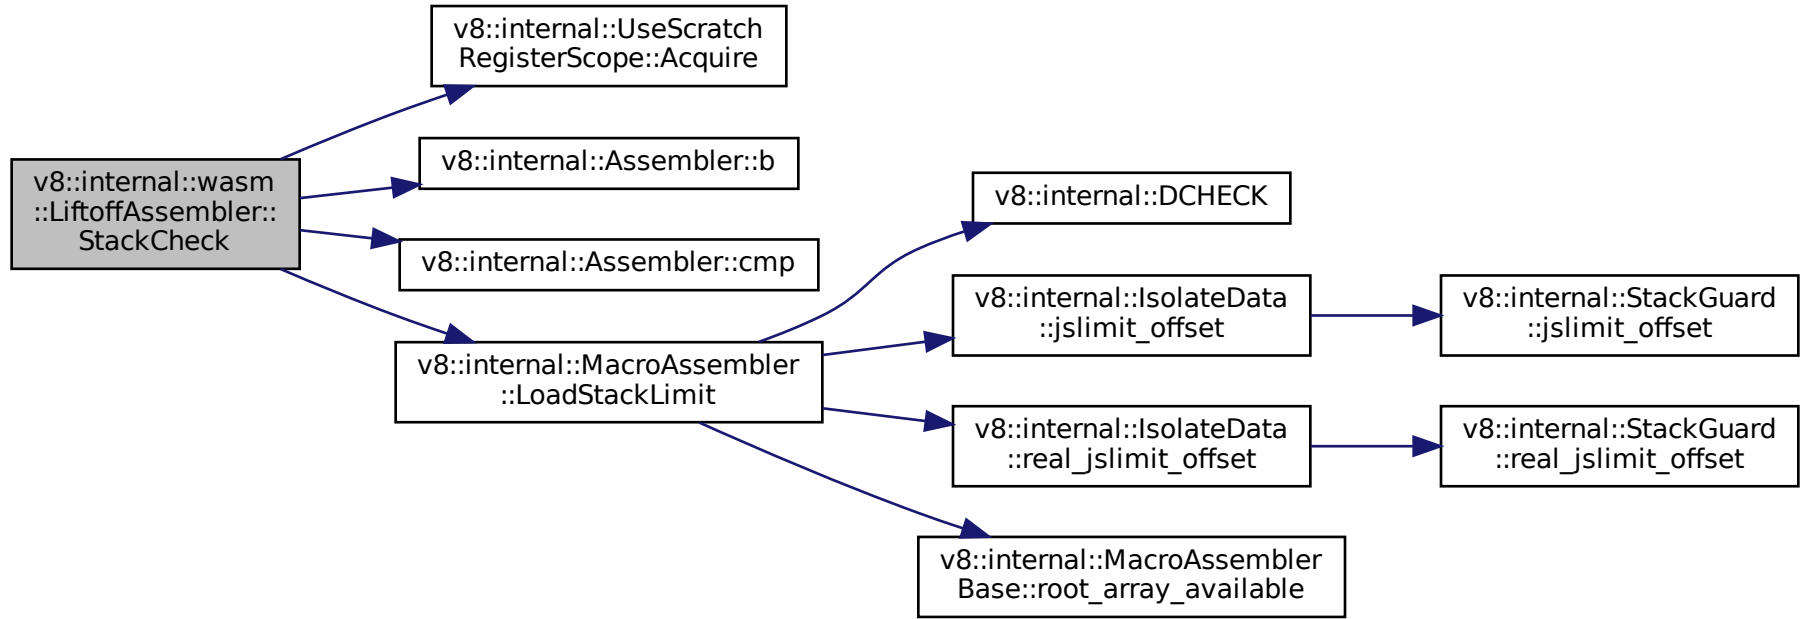 v8::internal::UseScratch
RegisterScope::Acquire
v8::internal::Assembler::b
v8::internal::wasm
::LiftoffAssembler::
StackCheck
v8::internal::Assembler::cmp
v8::internal::MacroAssembler
::LoadStackLimit
v8::internal::DCHECK
v8::internal::IsolateData
::jslimit_offset
v8::internal::StackGuard
::jslimit_offset
v8::internal::IsolateData
::real_jslimit_offset
v8::internal::StackGuard
::real_jslimit_offset
v8::internal::MacroAssembler
Base::root_array_available